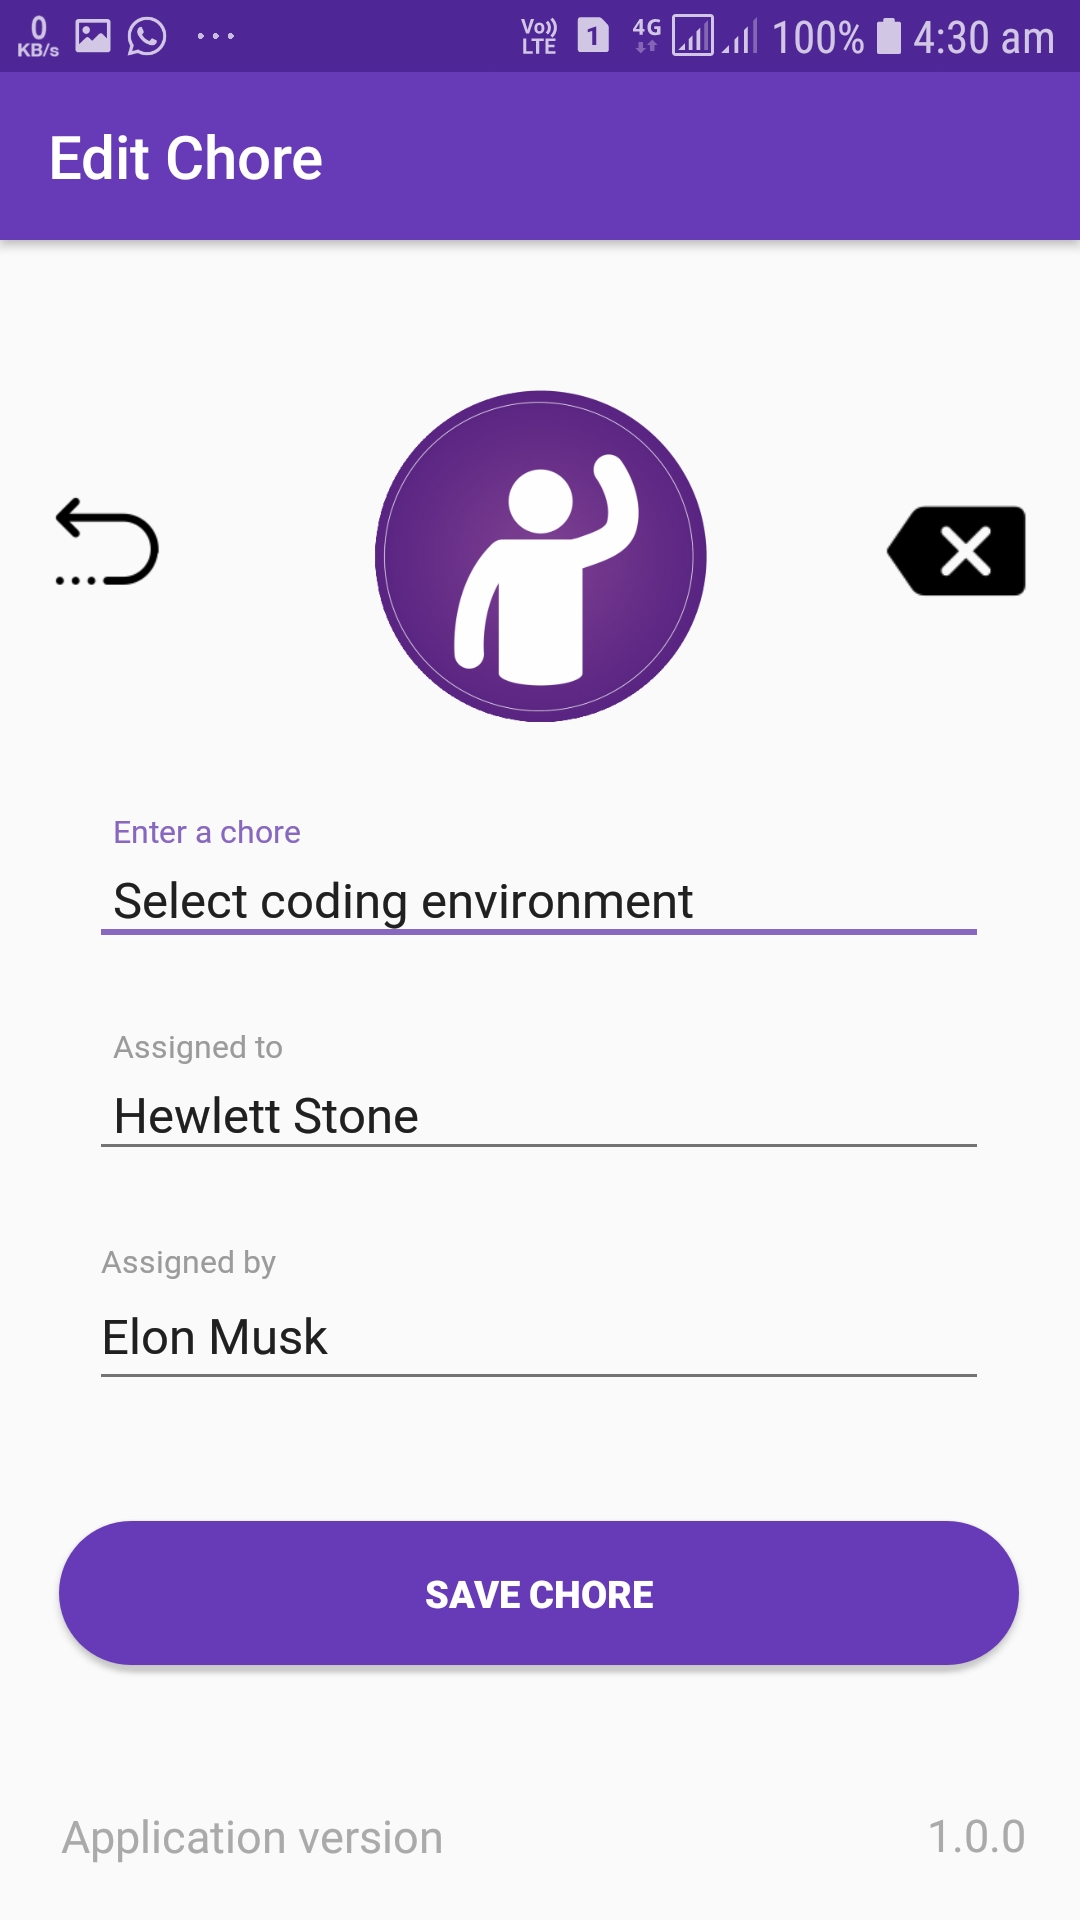 0
KB/s
Vo)) LTE 1 4G 100% 4:30 am
Edit Chore
Enter a chore
Select coding environment
Assigned to
Hewlett Stone
Assigned by
Elon Musk
SAVE CHORE
Application version 1.0.0